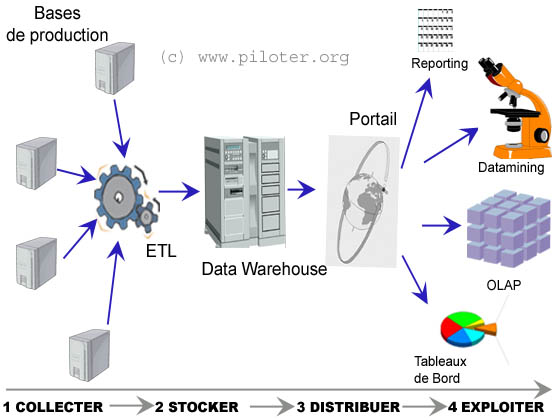 Bases
de production
(c) www.piloter.org
Reporting
Portail
Datamining
ETL
Data Warehouse
OLAP
Tableaux
de Bord
1 COLLECTER
2 STOCKER
3 DISTRIBUER
4 EXPLOITER